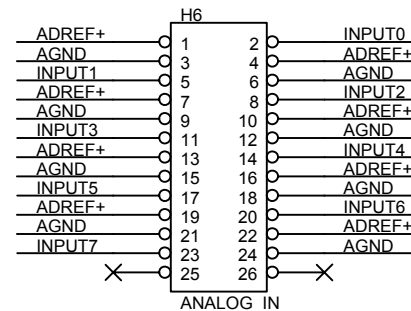 H6
ADREF+ 1 2 INPUT0
AGND 3 4 ADREF+
INPUT1 5 6 AGND
ADREF+ 7 8 INPUT2
AGND 9 10 ADREF+
INPUT3 11 12 AGND
ADREF+ 13 14 INPUT4
AGND 15 16 ADREF+
INPUT5 17 18 AGND
ADREF+ 19 20 INPUT6
AGND 21 22 ADREF+
INPUT7 23 24 AGND
25 26
ANALOG IN